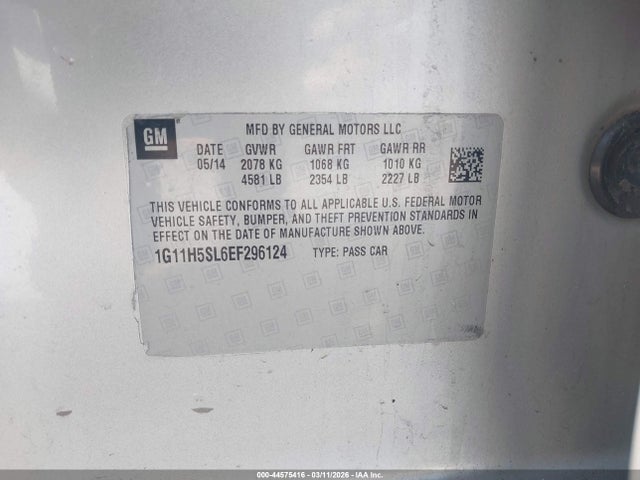 GM
MFD BY GENERAL MOTORS LLC
DATE GVWR GAWR FRT GAWR RR
05/14 2078 KG 1068 KG 1010 KG
4581 LB 2354 LB 2227 LB
THIS VEHICLE CONFORMS TO ALL APPLICABLE U.S. FEDERAL MOTOR
VEHICLE SAFETY, BUMPER, AND THEFT PREVENTION STANDARDS IN
EFFECT ON THE DATE OF MANUFACTURE SHOWN ABOVE.
1G11H5SL6EF296124 TYPE: PASS CAR
000-44575416 | 03/11/2026 | IAA Inc.